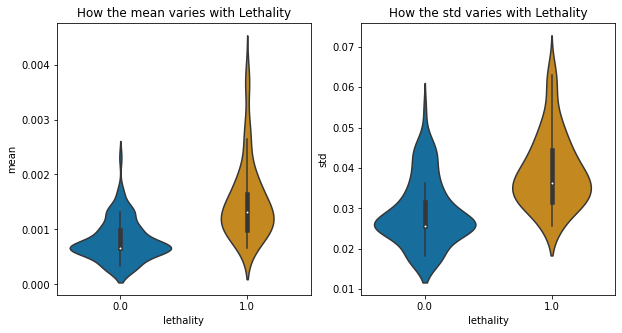 How the mean varies with Lethality
mean
0.004
0.003
0.002
0.001
0.000
0.0
1.0
lethality
How the std varies with Lethality
std
0.07
0.06
0.05
0.04
0.03
0.02
0.01
0.0
1.0
lethality